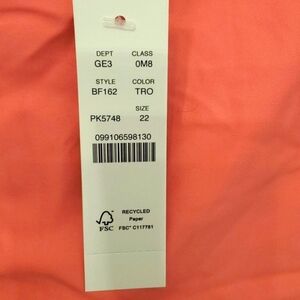 DEPT CLASS
GE3 0M8
STYLE COLOR
BF162 TRO
SIZE
PK5748 22
099106598130
RECYCLED
Paper
FSC
FSC® C117781